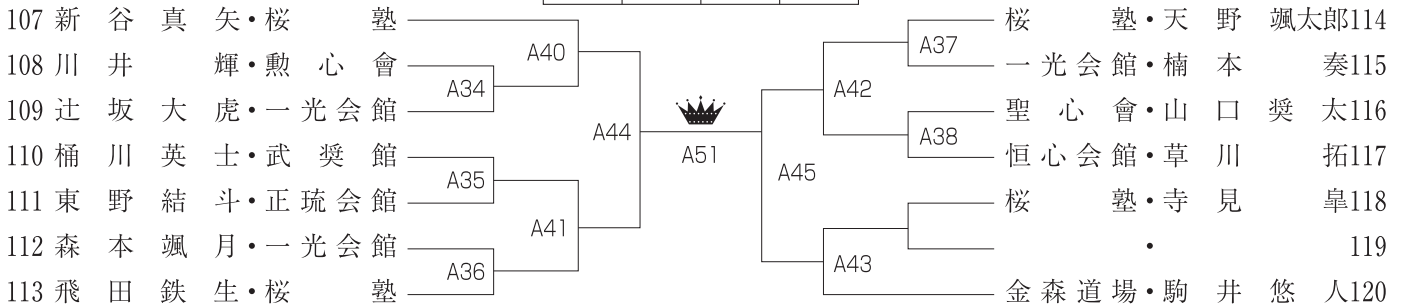 107 新谷真矢・桜塾
108 川井輝・勲心會
109 辻坂大虎・一光会館
110 桶川英士・武奨館
111 東野結斗・正琉会館
112 森本颯月・一光会館
113 飛田鉄生・桜塾
A40
A34
A35
A41
A36
A44
A51
A45
A37
A42
A38
A43
桜塾・天野颯太郎114
一光会館・楠本奏115
聖心會・山口奨太116
恒心会館・草川拓117
桜塾・寺見皐118
・119
金森道場・駒井悠人120